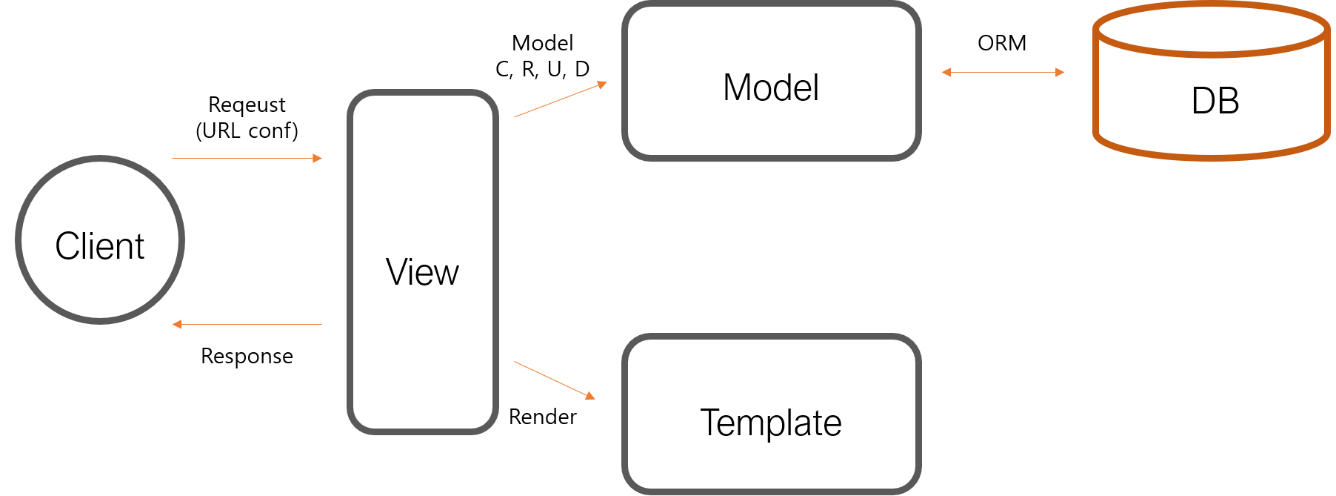 Client
Reqeust
(URL conf)
Response
View
Model
C, R, U, D
Render
Model
Template
ORM
DB